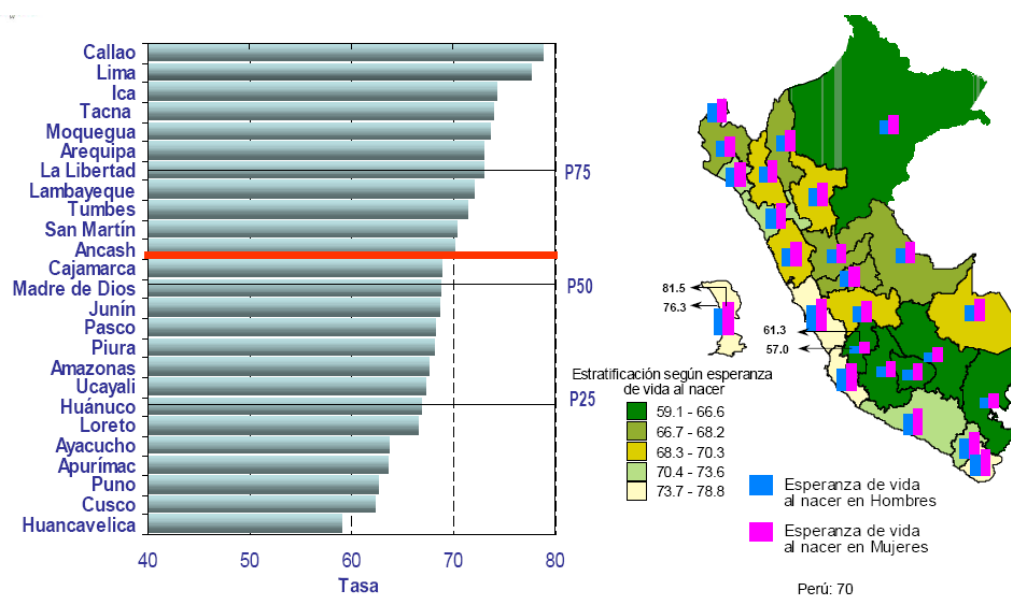 Callao
Lima
Ica
Tacna
Moquegua
Arequipa
La Libertad
Lambayeque
Tumbes
San Martín
Ancash
Cajamarca
Madre de Dios
Junín
Pasco
Piura
Amazonas
Ucayali
Huánuco
Loreto
Ayacucho
Apurímac
Puno
Cusco
Huancavelica
P75
P50
P25
40 50 60 70 80
Tasa
81.5
76.3
61.3
57.0
Estratificación según esperanza
de vida al nacer
59.1 - 66.6
66.7 - 68.2
68.3 - 70.3
70.4 - 73.6
73.7 - 78.8
Esperanza de vida
al nacer en Hombres
Esperanza de vida
al nacer en Mujeres
Perú: 70